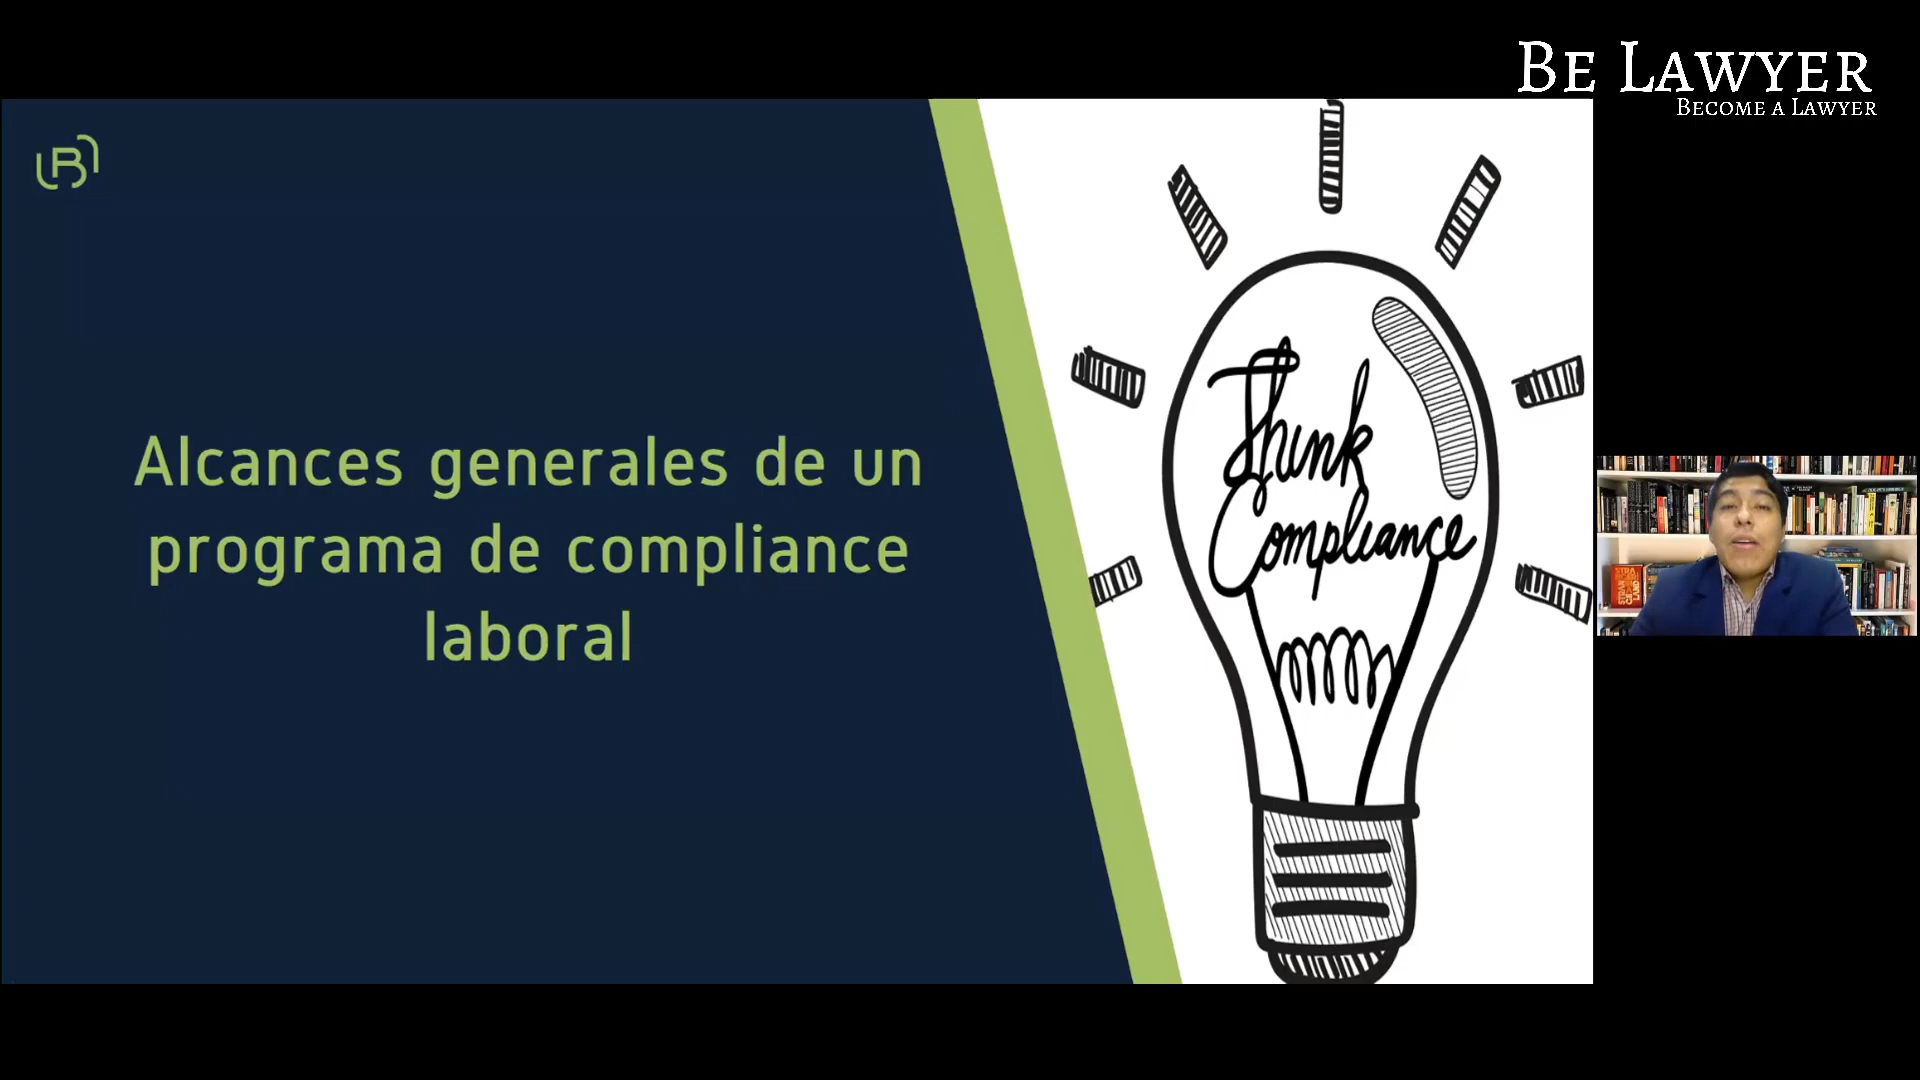 BE LAWYER
BECOME A LAWYER
Alcances generales de un
programa de compliance
laboral
Think
Compliance